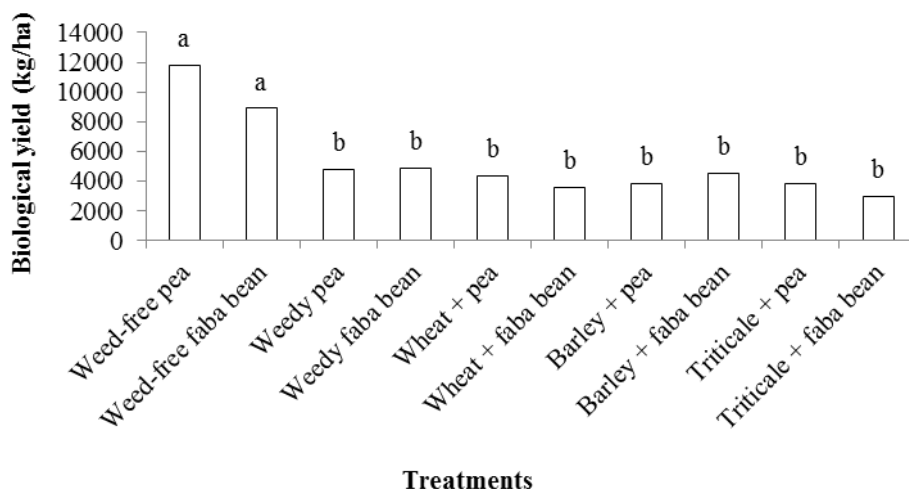 Biological yield (kg/ha)
14000
12000
10000
8000
6000
4000
2000
0
a
a
b
b
b
b
b
b
b
b
Weed-free pea
Weed-free faba bean
Weedy pea
Weedy faba bean
Wheat + pea
Wheat + faba bean
Barley + pea
Barley + faba bean
Triticale + pea
Triticale + faba bean
Treatments